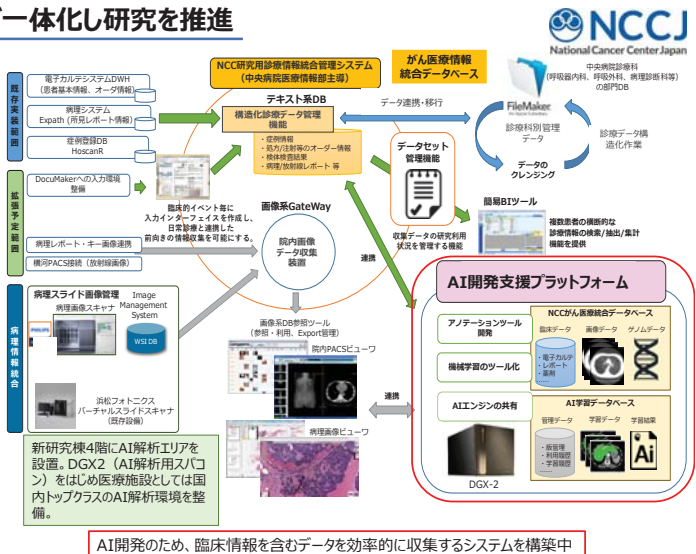 一体化し研究を推進
NCCJ
National Cancer Center Japan
既存実装範囲
電子カルテシステムDWH
（患者基本情報、オーダ情報）
病理システム
Expath（所見レポート情報）
症例登録DB
HoscanR
拡張予定範囲
DocuMakerへの入力環境
整備
病理レポート・キー画像連携
横河PACS接続（放射線画像）
病理情報統合
病理スライド画像管理
病理画像スキャナ
Image
Management
System
PHILIPS
WSI DB
浜松フォトニクス
バーチャルスライドスキャナ
（既存設備）
NCC研究用診療情報統合管理システム
（中央病院医療情報部主導）
テキスト系DB
構造化診療データ管理
機能
・症例情報
・処方/注射等のオーダー情報
・検体検査結果
・病理/放射線レポート 等
臨床的イベント毎に
入力インターフェイスを作成し、
日常診療と連携した
前向きの情報収集を可能にする。
画像系GateWay
院内画像
データ収集
装置
がん医療情報
統合データベース
データ連携・移行
データセット
管理機能
収集データの研究利用
状況を管理する機能
中央病院診療科
（呼吸器内科、呼吸外科、病理診断科等）
の部門DB
FileMaker
診療科別管理
データ
診療データ構
造化作業
データの
クレンジング
簡易BIツール
複数患者の横断的な
診療情報の検索/抽出/集計
機能を提供
連携
画像系DB参照ツール
（参照・利用、Export管理）
院内PACSビューワ
病理画像ビューワ
連携
AI開発支援プラットフォーム
アノテーションツール
開発
機械学習のツール化
AIエンジンの共有
DGX-2
NCCがん医療統合データベース
臨床データ
画像データ
ゲノムデータ
・電子カルテ
・レポート
・薬剤
……
AI学習データベース
管理データ
学習データ
学習結果
・版管理
・利用履歴
・学習履歴
……
Ai
新研究棟4階にAI解析エリアを
設置。DGX2（AI解析用スパコ
ン）をはじめ医療施設としては国
内トップクラスのAI解析環境を整
備。
AI開発のため、臨床情報を含むデータを効率的に収集するシステムを構築中